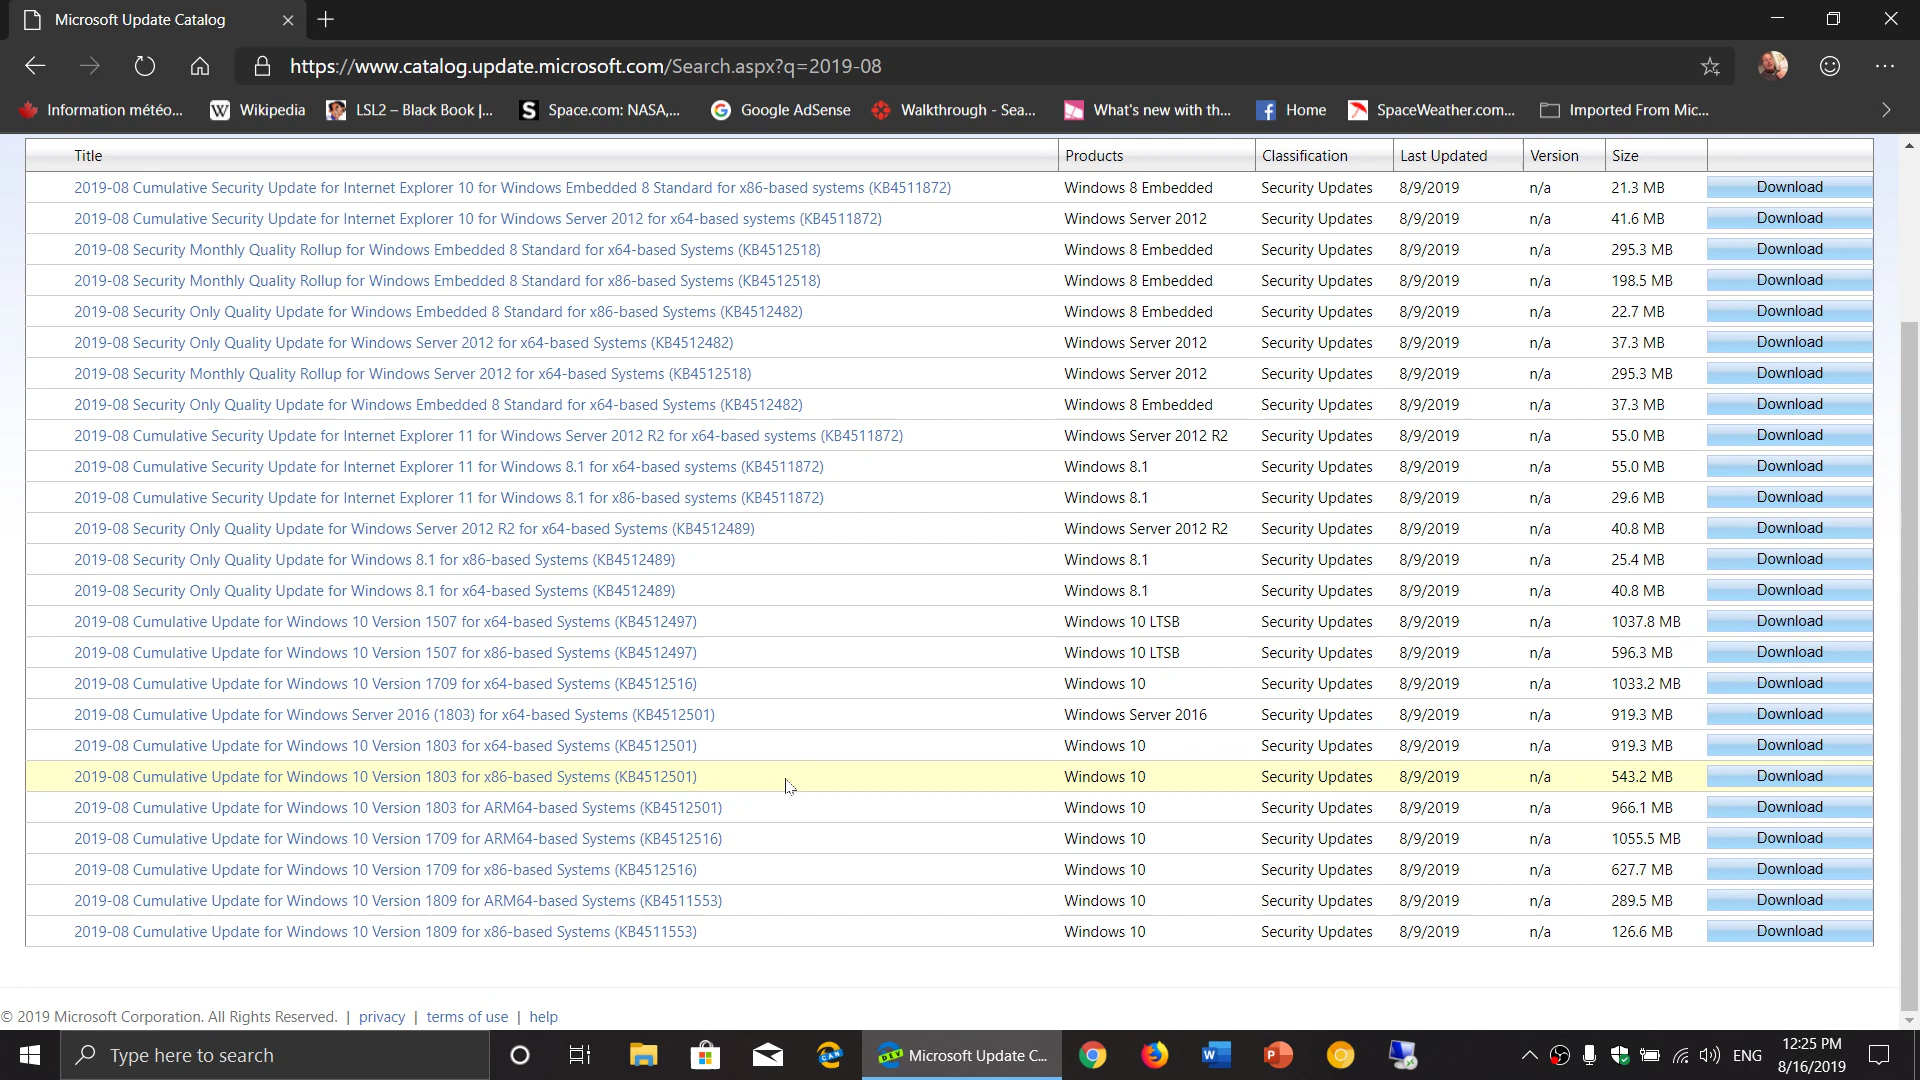 Microsoft Update Catalog
https://www.catalog.update.microsoft.com/Search.aspx?q=2019-08
Information météo... Wikipedia LSL2 – Black Book |... Space.com: NASA,... Google AdSense Walkthrough - Sea... What's new with th... Home SpaceWeather.com... Imported From Mic...
Title Products Classification Last Updated Version Size
2019-08 Cumulative Security Update for Internet Explorer 10 for Windows Embedded 8 Standard for x86-based systems (KB4511872) Windows 8 Embedded Security Updates 8/9/2019 n/a 21.3 MB Download
2019-08 Cumulative Security Update for Internet Explorer 10 for Windows Server 2012 for x64-based systems (KB4511872) Windows Server 2012 Security Updates 8/9/2019 n/a 41.6 MB Download
2019-08 Security Monthly Quality Rollup for Windows Embedded 8 Standard for x64-based Systems (KB4512518) Windows 8 Embedded Security Updates 8/9/2019 n/a 295.3 MB Download
2019-08 Security Monthly Quality Rollup for Windows Embedded 8 Standard for x86-based Systems (KB4512518) Windows 8 Embedded Security Updates 8/9/2019 n/a 198.5 MB Download
2019-08 Security Only Quality Update for Windows Embedded 8 Standard for x86-based Systems (KB4512482) Windows 8 Embedded Security Updates 8/9/2019 n/a 22.7 MB Download
2019-08 Security Only Quality Update for Windows Server 2012 for x64-based Systems (KB4512482) Windows Server 2012 Security Updates 8/9/2019 n/a 37.3 MB Download
2019-08 Security Monthly Quality Rollup for Windows Server 2012 for x64-based Systems (KB4512518) Windows Server 2012 Security Updates 8/9/2019 n/a 295.3 MB Download
2019-08 Security Only Quality Update for Windows Embedded 8 Standard for x64-based Systems (KB4512482) Windows 8 Embedded Security Updates 8/9/2019 n/a 37.3 MB Download
2019-08 Cumulative Security Update for Internet Explorer 11 for Windows Server 2012 R2 for x64-based systems (KB4511872) Windows Server 2012 R2 Security Updates 8/9/2019 n/a 55.0 MB Download
2019-08 Cumulative Security Update for Internet Explorer 11 for Windows 8.1 for x64-based systems (KB4511872) Windows 8.1 Security Updates 8/9/2019 n/a 55.0 MB Download
2019-08 Cumulative Security Update for Internet Explorer 11 for Windows 8.1 for x86-based systems (KB4511872) Windows 8.1 Security Updates 8/9/2019 n/a 29.6 MB Download
2019-08 Security Only Quality Update for Windows Server 2012 R2 for x64-based Systems (KB4512489) Windows Server 2012 R2 Security Updates 8/9/2019 n/a 40.8 MB Download
2019-08 Security Only Quality Update for Windows 8.1 for x86-based Systems (KB4512489) Windows 8.1 Security Updates 8/9/2019 n/a 25.4 MB Download
2019-08 Security Only Quality Update for Windows 8.1 for x64-based Systems (KB4512489) Windows 8.1 Security Updates 8/9/2019 n/a 40.8 MB Download
2019-08 Cumulative Update for Windows 10 Version 1507 for x64-based Systems (KB4512497) Windows 10 LTSB Security Updates 8/9/2019 n/a 1037.8 MB Download
2019-08 Cumulative Update for Windows 10 Version 1507 for x86-based Systems (KB4512497) Windows 10 LTSB Security Updates 8/9/2019 n/a 596.3 MB Download
2019-08 Cumulative Update for Windows 10 Version 1709 for x64-based Systems (KB4512516) Windows 10 Security Updates 8/9/2019 n/a 1033.2 MB Download
2019-08 Cumulative Update for Windows Server 2016 (1803) for x64-based Systems (KB4512501) Windows Server 2016 Security Updates 8/9/2019 n/a 919.3 MB Download
2019-08 Cumulative Update for Windows 10 Version 1803 for x64-based Systems (KB4512501) Windows 10 Security Updates 8/9/2019 n/a 919.3 MB Download
2019-08 Cumulative Update for Windows 10 Version 1803 for x86-based Systems (KB4512501) Windows 10 Security Updates 8/9/2019 n/a 543.2 MB Download
2019-08 Cumulative Update for Windows 10 Version 1803 for ARM64-based Systems (KB4512501) Windows 10 Security Updates 8/9/2019 n/a 966.1 MB Download
2019-08 Cumulative Update for Windows 10 Version 1709 for ARM64-based Systems (KB4512516) Windows 10 Security Updates 8/9/2019 n/a 1055.5 MB Download
2019-08 Cumulative Update for Windows 10 Version 1709 for x86-based Systems (KB4512516) Windows 10 Security Updates 8/9/2019 n/a 627.7 MB Download
2019-08 Cumulative Update for Windows 10 Version 1809 for ARM64-based Systems (KB4511553) Windows 10 Security Updates 8/9/2019 n/a 289.5 MB Download
2019-08 Cumulative Update for Windows 10 Version 1809 for x86-based Systems (KB4511553) Windows 10 Security Updates 8/9/2019 n/a 126.6 MB Download
© 2019 Microsoft Corporation. All Rights Reserved. | privacy | terms of use | help
Type here to search CAN DEV Microsoft Update C... ENG 12:25 PM
8/16/2019